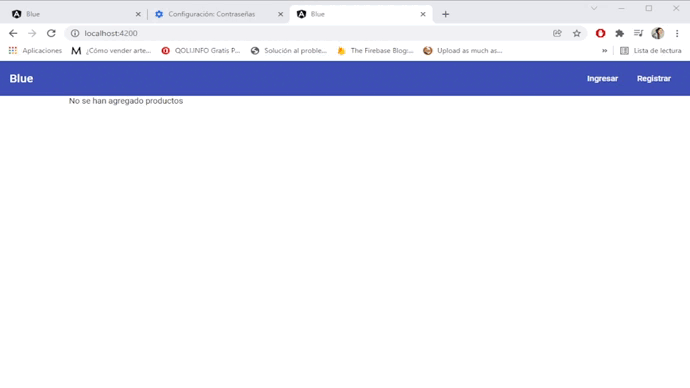 Blue
Configuración: Contraseñas
Blue
localhost:4200
Aplicaciones
¿Cómo vender arte...
QOLI.INFO Gratis P...
Solución al proble...
The Firebase Blog:...
Upload as much as...
»
Lista de lectura
Blue
Ingresar
Registrar
No se han agregado productos